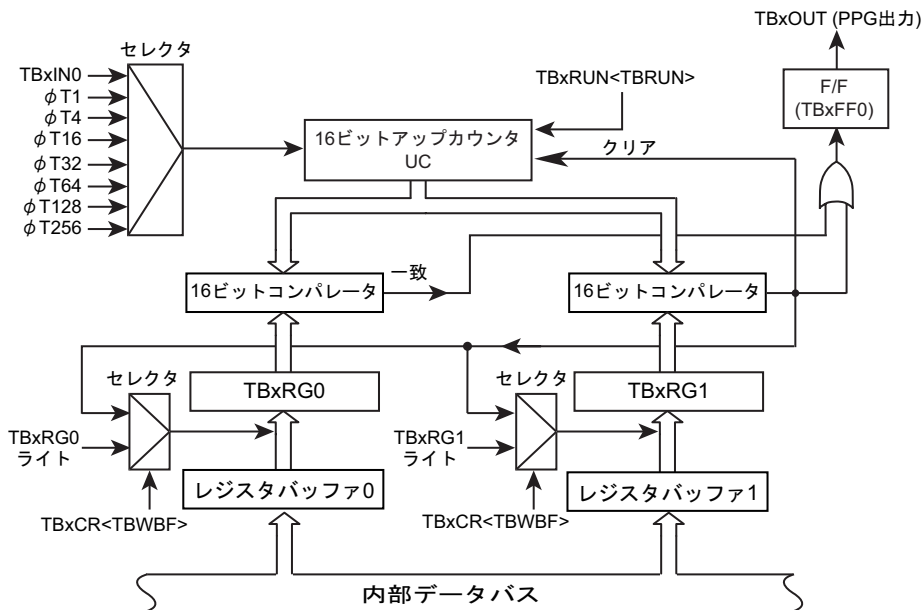 TBxOUT (PPG出力)
セレクタ
TBxIN0
φT1
φT4
φT16
φT32
φT64
φT128
φT256
TBxRUN<TBRUN>
F/F
(TBxFF0)
16ビットアップカウンタ
UC
クリア
一致
16ビットコンパレータ
16ビットコンパレータ
セレクタ
TBxRG0
セレクタ
TBxRG1
TBxRG0
ライト
TBxRG1
ライト
レジスタバッファ0
レジスタバッファ1
TBxCR<TBWBF>
TBxCR<TBWBF>
内部データバス